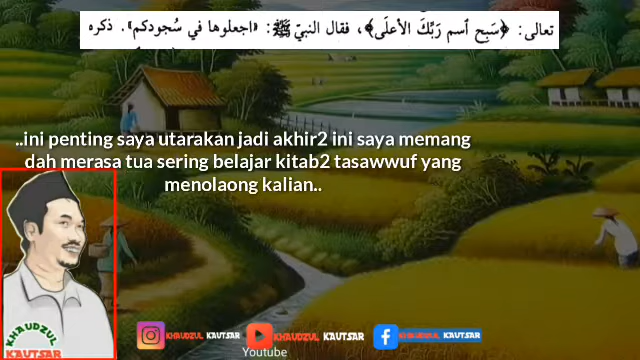 تعالى: ﴿سَبِّحِ ٱسم رَبِّكَ الأعلَى﴾، فقال النبيّ ﷺ: «اجعلوها في سُجودكم». ذكره
..ini penting saya utarakan jadi akhir2 ini saya memang
dah merasa tua sering belajar kitab2 tasawwuf yang
menolaong kalian..
KHAUDZUL
KAUTSAR
KHAUDZUL KAUTSAR
KHAUDZUL KAUTSAR
KHAUDZUL KAUTSAR
Youtube